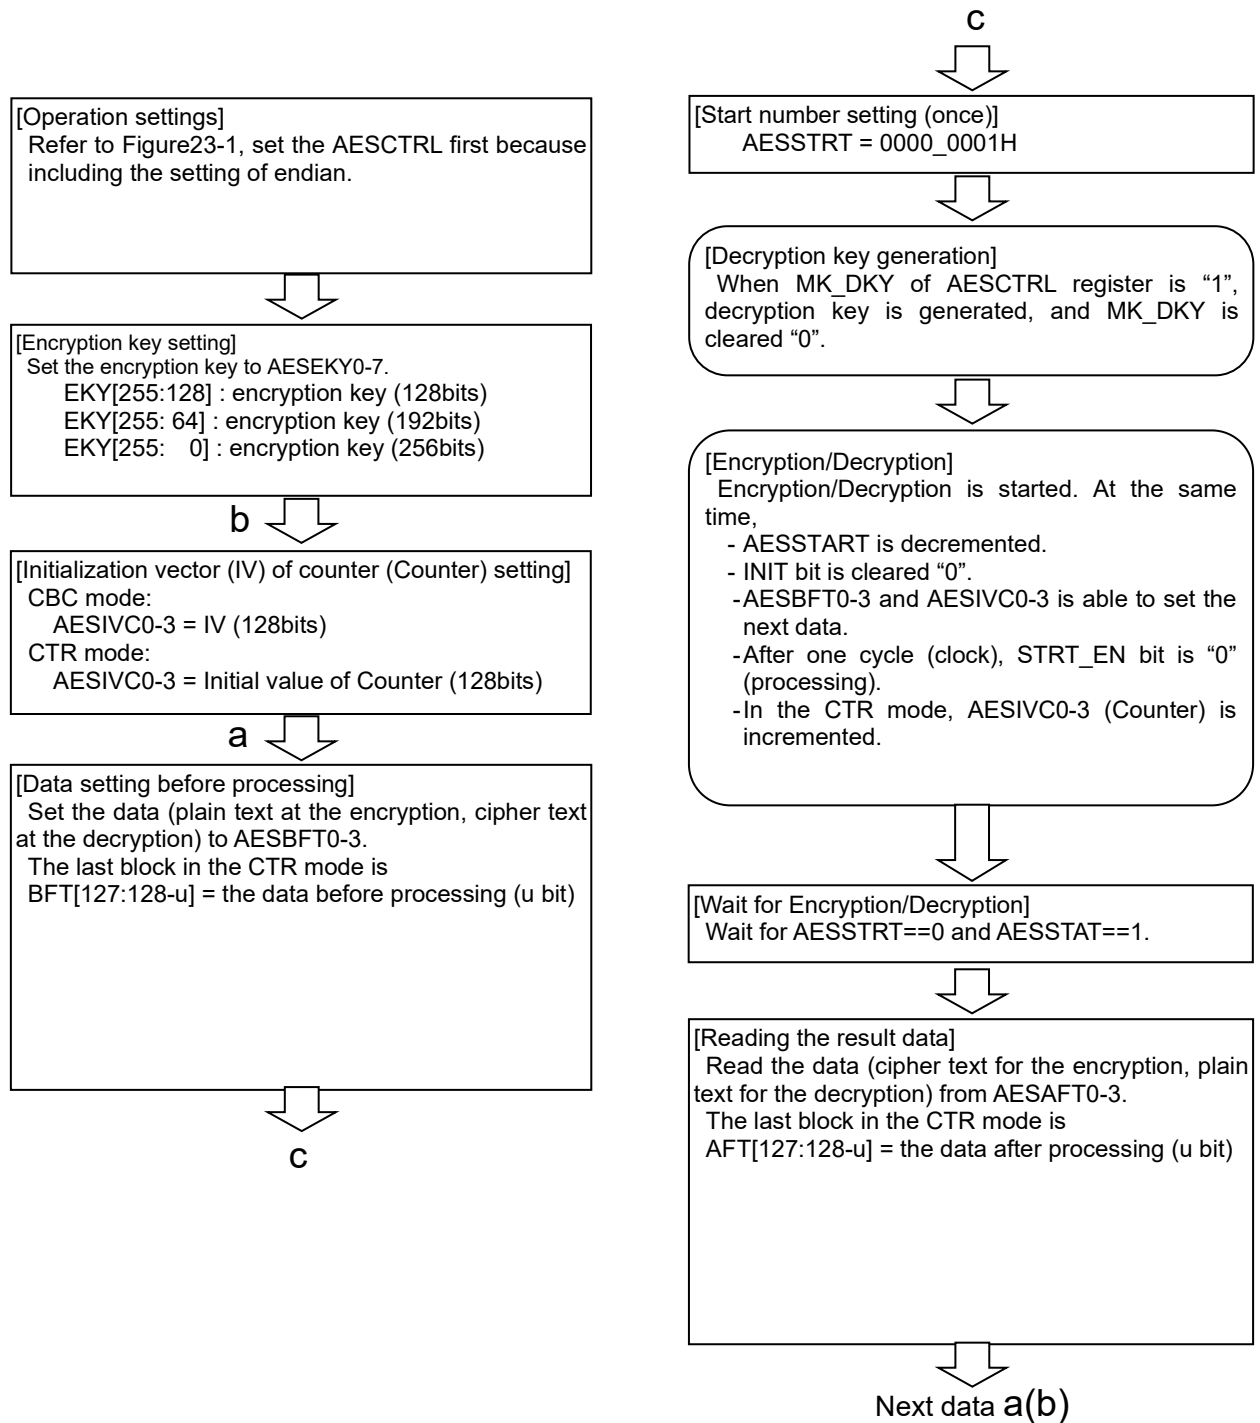 [Operation settings]
Refer to Figure23-1, set the AESCTRL first because
including the setting of endian.
[Encryption key setting]
Set the encryption key to AESEKY0-7.
EKY[255:128] : encryption key (128bits)
EKY[255: 64] : encryption key (192bits)
EKY[255: 0] : encryption key (256bits)
b
[Initialization vector (IV) of counter (Counter) setting]
CBC mode:
AESIVC0-3 = IV (128bits)
CTR mode:
AESIVC0-3 = Initial value of Counter (128bits)
a
[Data setting before processing]
Set the data (plain text at the encryption, cipher text
at the decryption) to AESBFT0-3.
The last block in the CTR mode is
BFT[127:128-u] = the data before processing (u bit)
c
c
[Start number setting (once)]
AESSTRT = 0000_0001H
[Decryption key generation]
When MK_DKY of AESCTRL register is “1”,
decryption key is generated, and MK_DKY is
cleared “0”.
[Encryption/Decryption]
Encryption/Decryption is started. At the same
time,
- AESSTART is decremented.
- INIT bit is cleared “0”.
-AESBFT0-3 and AESIVC0-3 is able to set the
next data.
-After one cycle (clock), STRT_EN bit is “0”
(processing).
-In the CTR mode, AESIVC0-3 (Counter) is
incremented.
[Wait for Encryption/Decryption]
Wait for AESSTRT==0 and AESSTAT==1.
[Reading the result data]
Read the data (cipher text for the encryption, plain
text for the decryption) from AESAFT0-3.
The last block in the CTR mode is
AFT[127:128-u] = the data after processing (u bit)
Next data a(b)